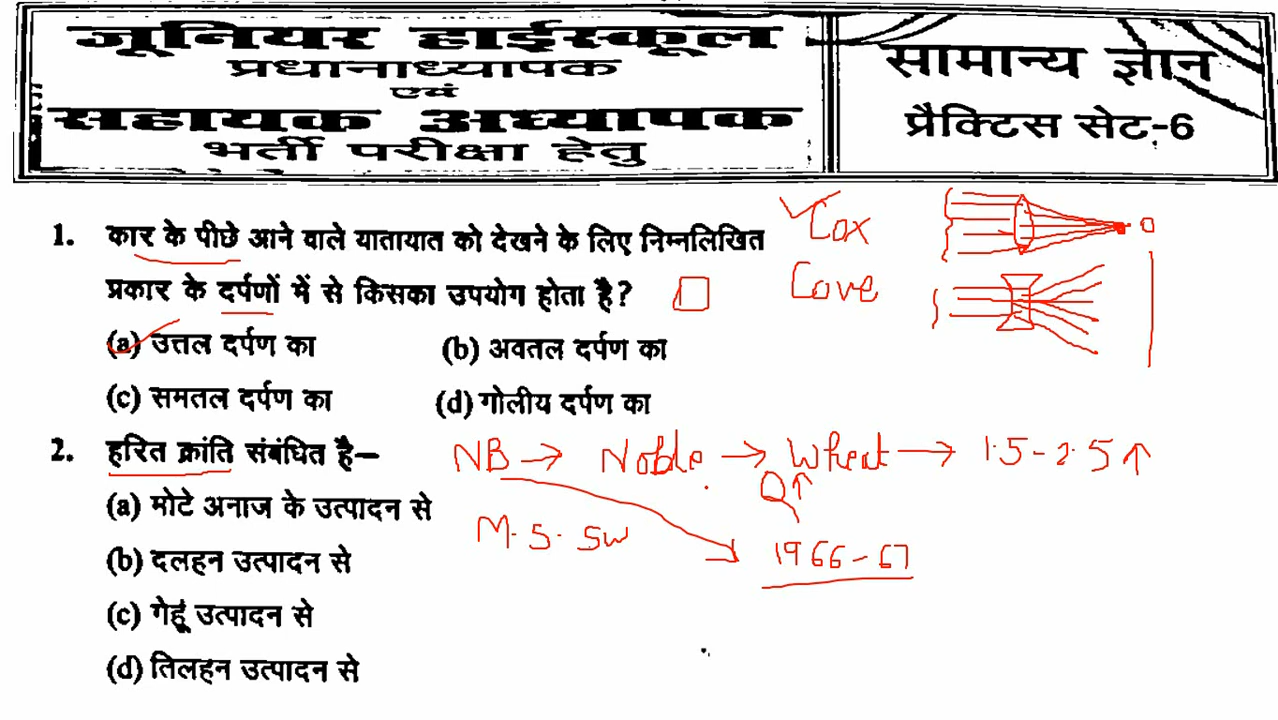 जूनियर हाईस्कूल
प्रधानाध्यापक
एवं
सहायक अध्यापक
भर्ती परीक्षा हेतु
सामान्य ज्ञान
प्रैक्टिस सेट-6
1. कार के पीछे आने वाले यातायात को देखने के लिए निम्नलिखित
प्रकार के दर्पणों में से किसका उपयोग होता है?
(a) उत्तल दर्पण का (b) अवतल दर्पण का
(c) समतल दर्पण का (d) गोलीय दर्पण का
Cox
Cove
2. हरित क्रांति संबंधित है–
NB → Noble → Wheat → 1.5-2.5 ↑
(a) मोटे अनाज के उत्पादन से
Q↑
M.S.Sw
1966-67
(b) दलहन उत्पादन से
(c) गेहूं उत्पादन से
(d) तिलहन उत्पादन से